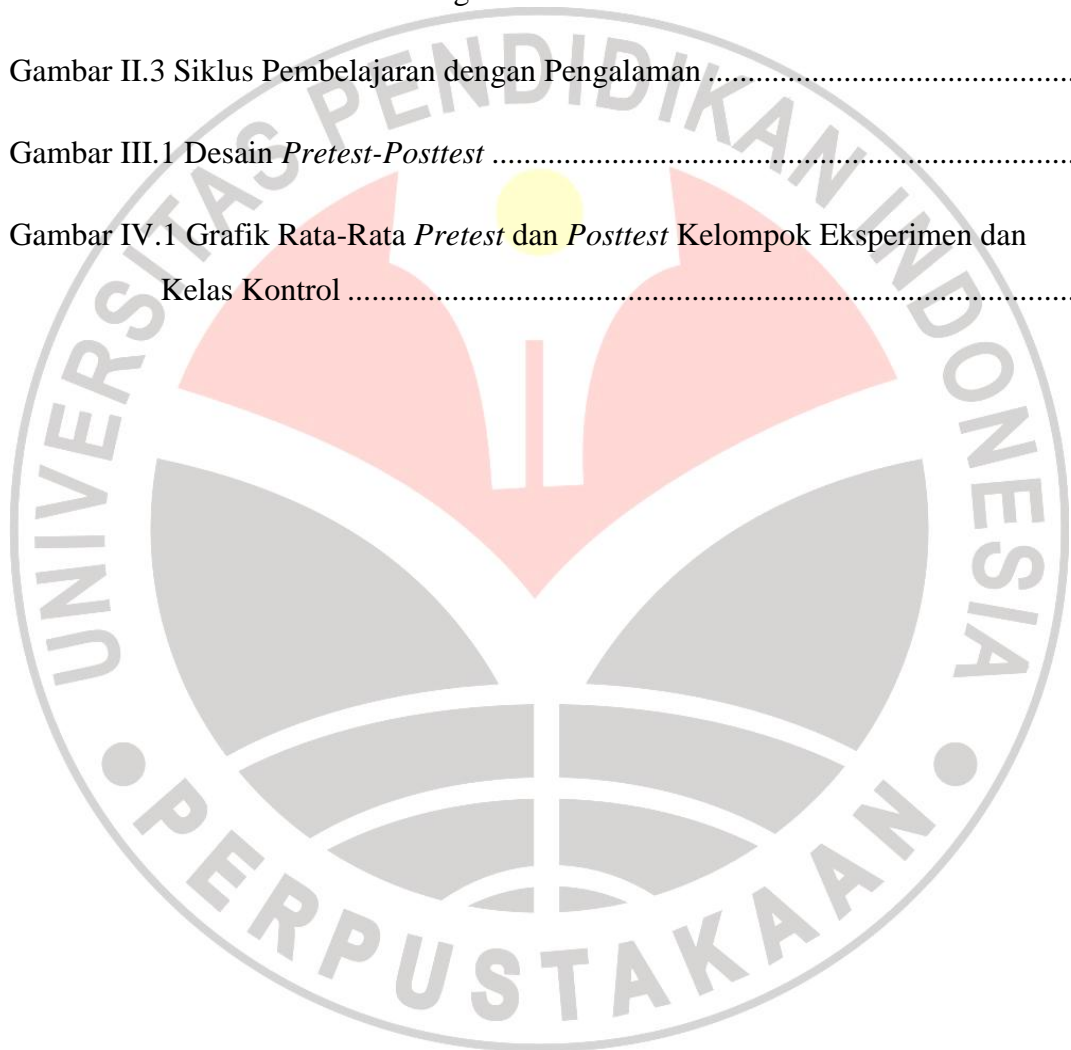 Gambar II.3 Siklus Pembelajaran dengan Pengalaman ......................................
Gambar III.1 Desain Pretest-Posttest .............................................................
Gambar IV.1 Grafik Rata-Rata Pretest dan Posttest Kelompok Eksperimen dan
Kelas Kontrol ............................................................................
UNIVERSITAS PENDIDIKAN INDONESIA
PERPUSTAKAAN